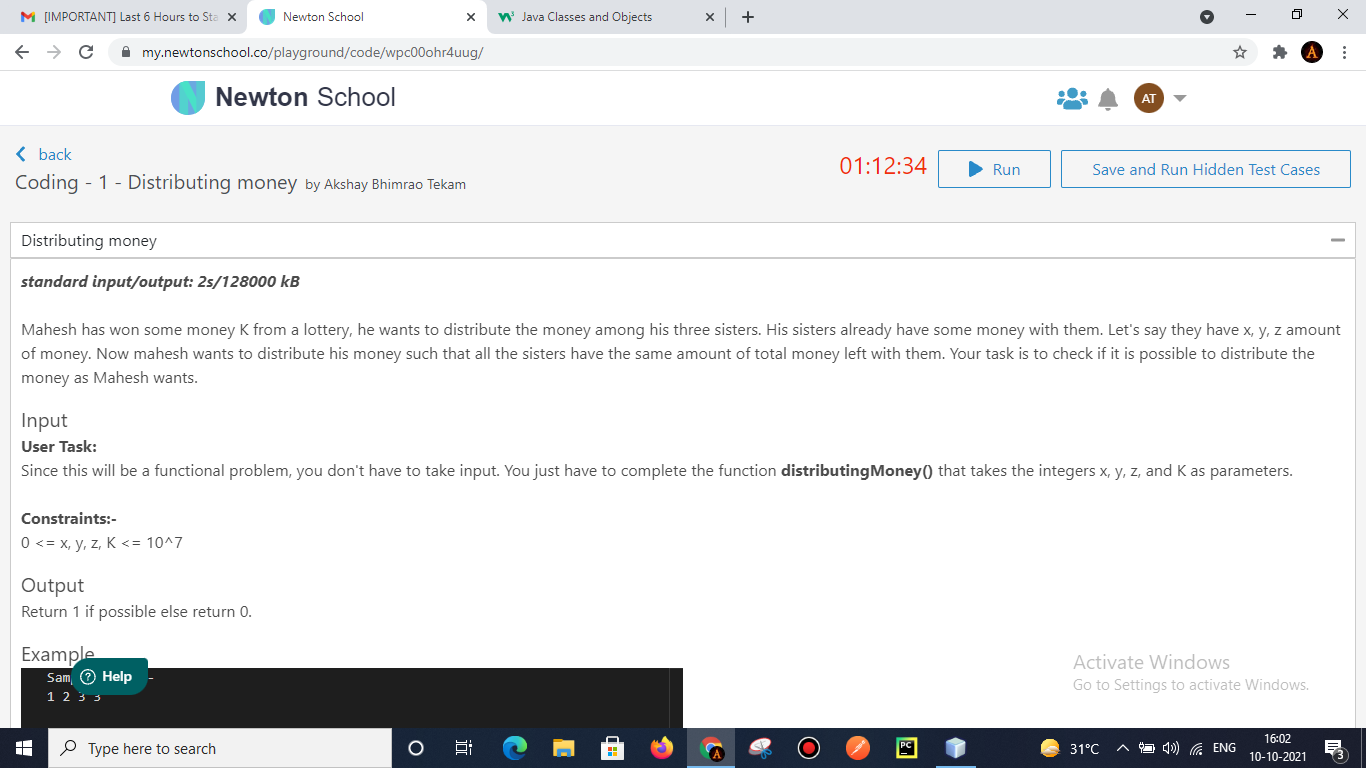 [IMPORTANT] Last 6 Hours to Sta
Newton School
Java Classes and Objects
my.newtonschool.co/playground/code/wpc00ohr4uug/
A
Newton School
AT
back
Coding - 1 - Distributing money by Akshay Bhimrao Tekam
01:12:34
Run
Save and Run Hidden Test Cases
Distributing money
standard input/output: 2s/128000 kB
Mahesh has won some money K from a lottery, he wants to distribute the money among his three sisters. His sisters already have some money with them. Let's say they have x, y, z amount
of money. Now mahesh wants to distribute his money such that all the sisters have the same amount of total money left with them. Your task is to check if it is possible to distribute the
money as Mahesh wants.
Input
User Task:
Since this will be a functional problem, you don't have to take input. You just have to complete the function distributingMoney() that takes the integers x, y, z, and K as parameters.
Constraints:-
0 <= x, y, z, K <= 10^7
Output
Return 1 if possible else return 0.
Example
Sam -
Help
1 2 3 3
Activate Windows
Go to Settings to activate Windows.
Type here to search
A
PC
31°C
ENG
16:02
10-10-2021
3